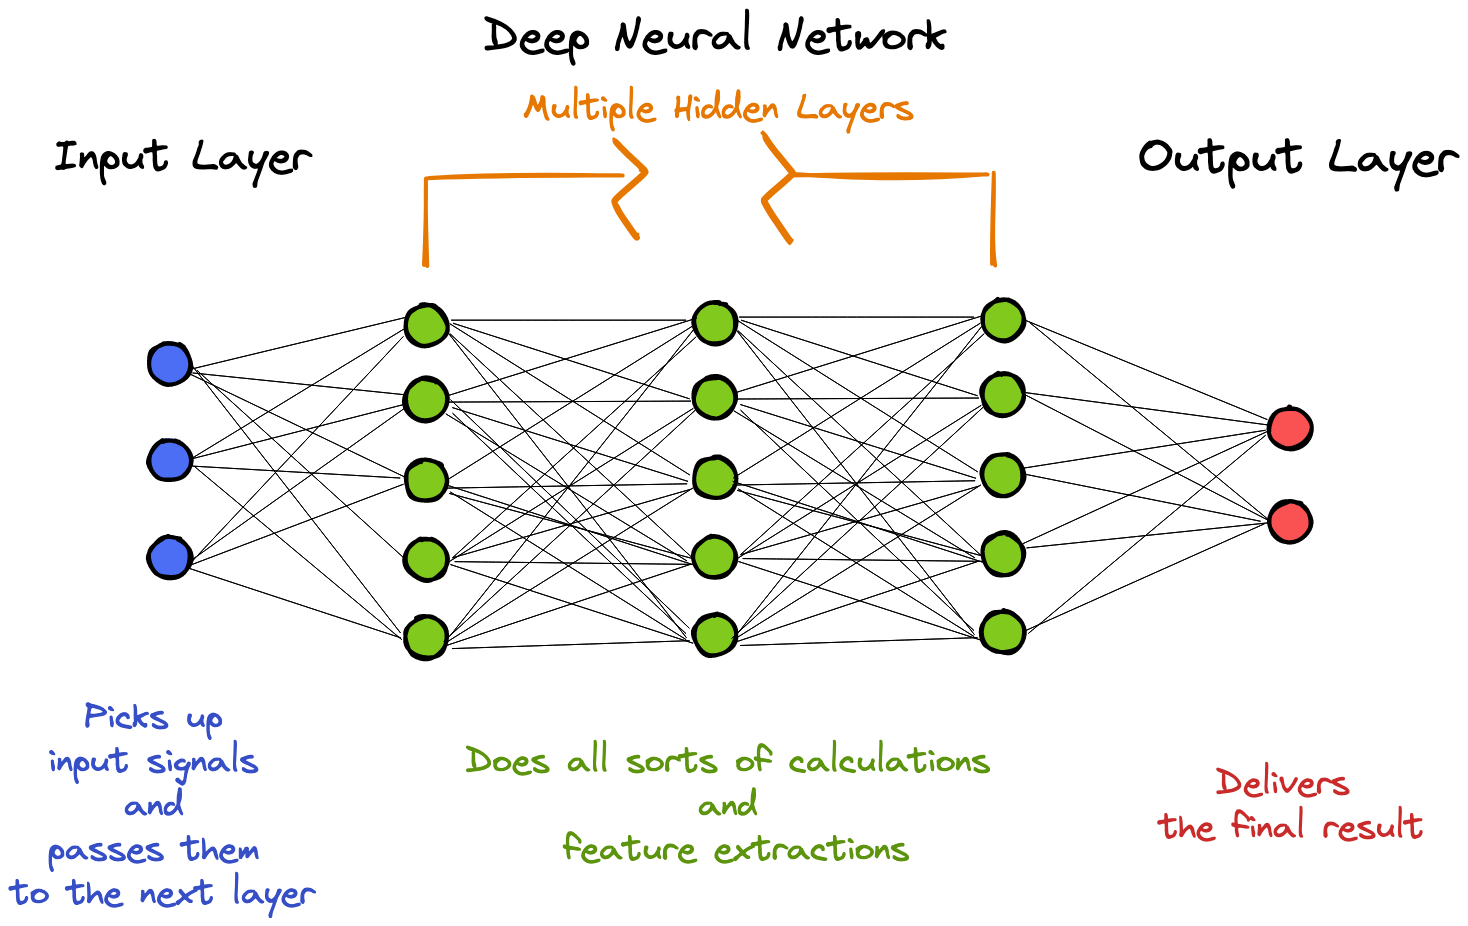 Deep Neural Network
Multiple Hidden Layers
Input Layer
Output Layer
Picks up
input signals
and
passes them
to the next layer
Does all sorts of calculations
and
feature extractions
Delivers
the final result